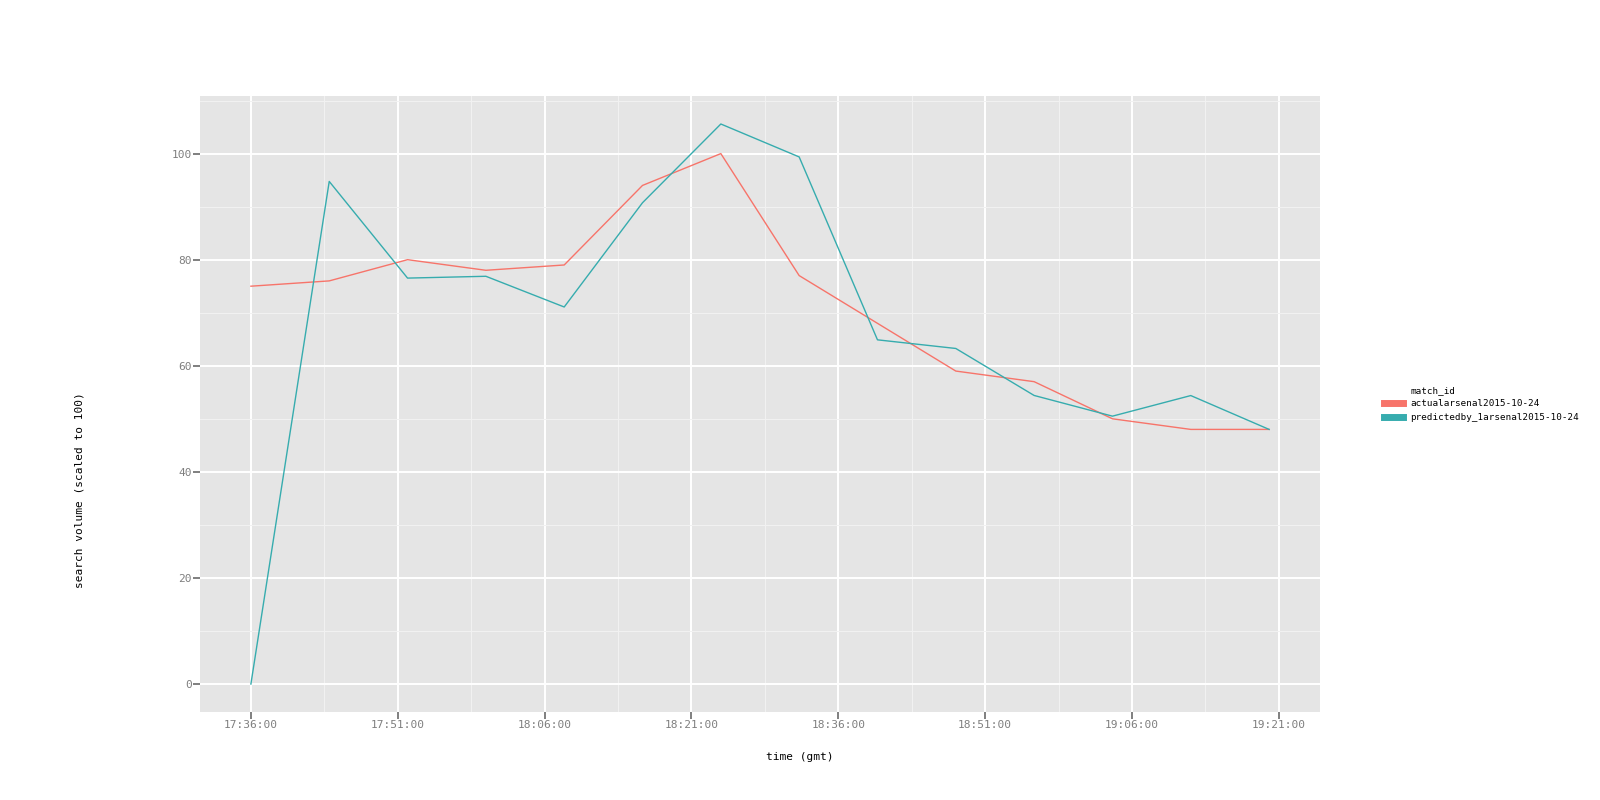 100
80
60
40
20
0
search volume (scaled to 100)
17:36:00 17:51:00 18:06:00 18:21:00 18:36:00 18:51:00 19:06:00 19:21:00
time (gmt)
match_id
actualarsenal2015-10-24
predictedby_1arsenal2015-10-24